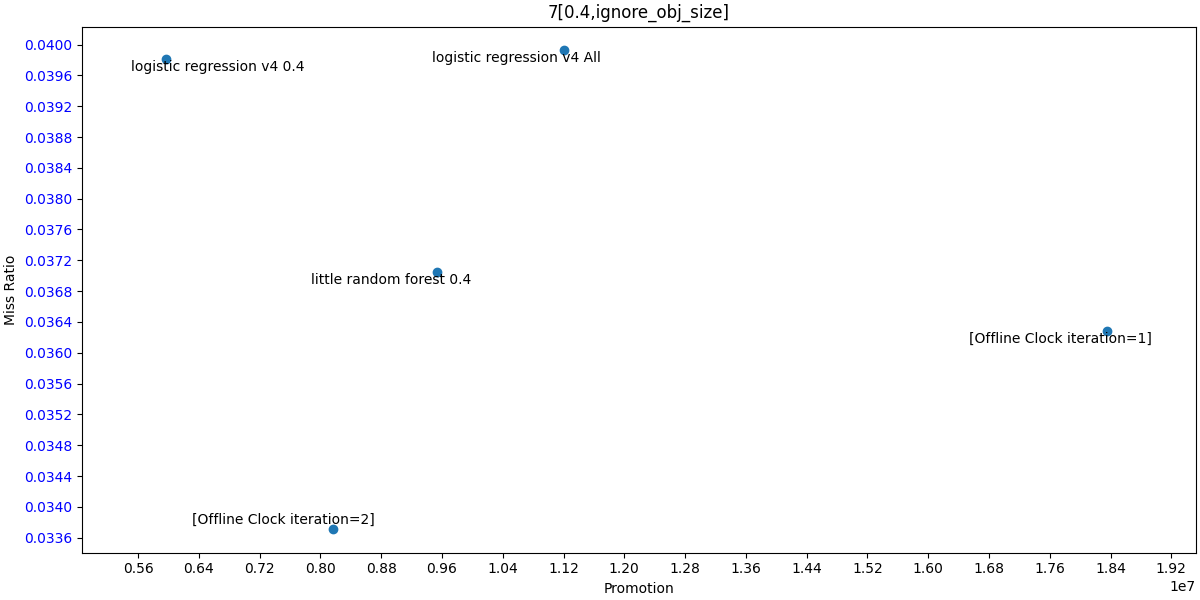 7[0.4,ignore_obj_size]
0.0400
0.0396
0.0392
0.0388
0.0384
0.0380
0.0376
0.0372
0.0368
0.0364
0.0360
0.0356
0.0352
0.0348
0.0344
0.0340
0.0336
Miss Ratio
logistic regression v4 0.4
logistic regression v4 All
little random forest 0.4
[Offline Clock iteration=1]
[Offline Clock iteration=2]
0.56 0.64 0.72 0.80 0.88 0.96 1.04 1.12 1.20 1.28 1.36 1.44 1.52 1.60 1.68 1.76 1.84 1.92
1e7
Promotion